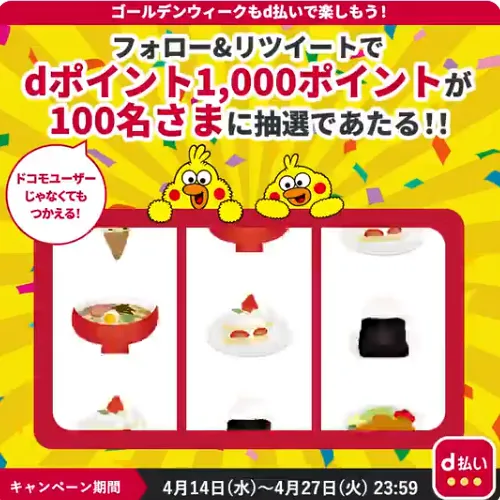 ゴールデンウィークもd払いで楽しもう！
フォロー&リツイートで
dポイント1,000ポイントが
100名さまに抽選であたる!!
ドコモユーザー
じゃなくても
つかえる!
d払い
キャンペーン期間 4月14日(水)～4月27日(火) 23:59